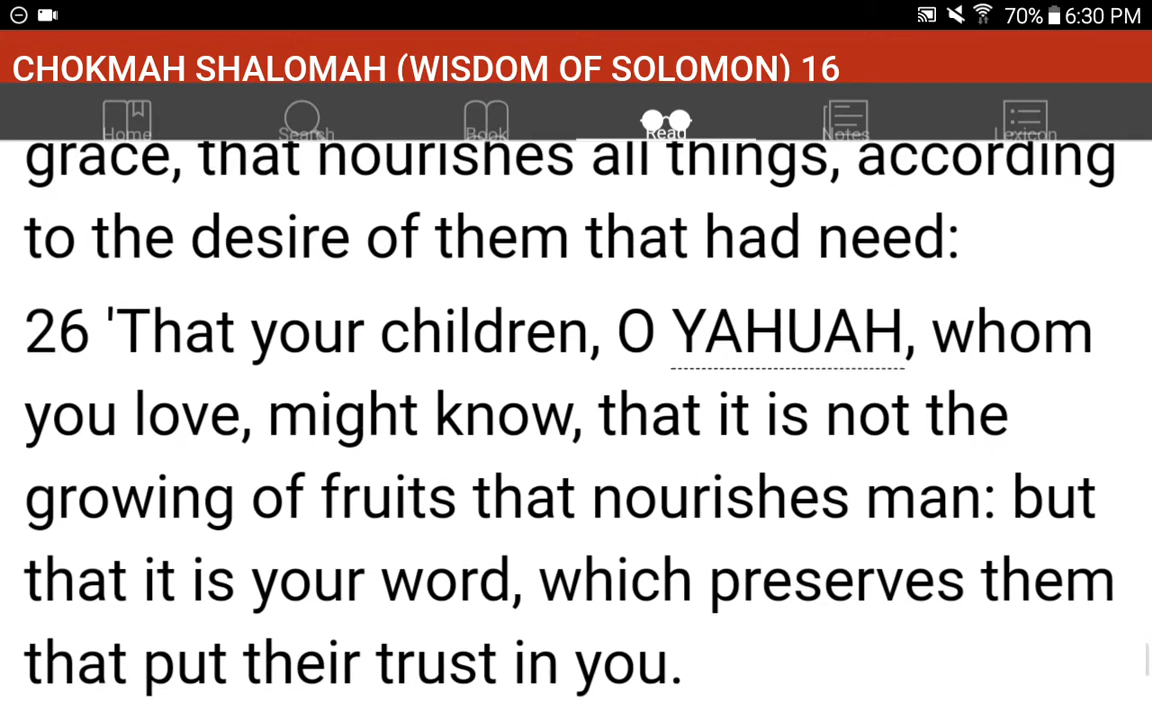 70% 6:30 PM
CHOKMAH SHALOMAH (WISDOM OF SOLOMON) 16
Home Search Book Read Notes Lexicon
grace, that nourishes all things, according
to the desire of them that had need:
26 'That your children, O YAHUAH, whom
you love, might know, that it is not the
growing of fruits that nourishes man: but
that it is your word, which preserves them
that put their trust in you.